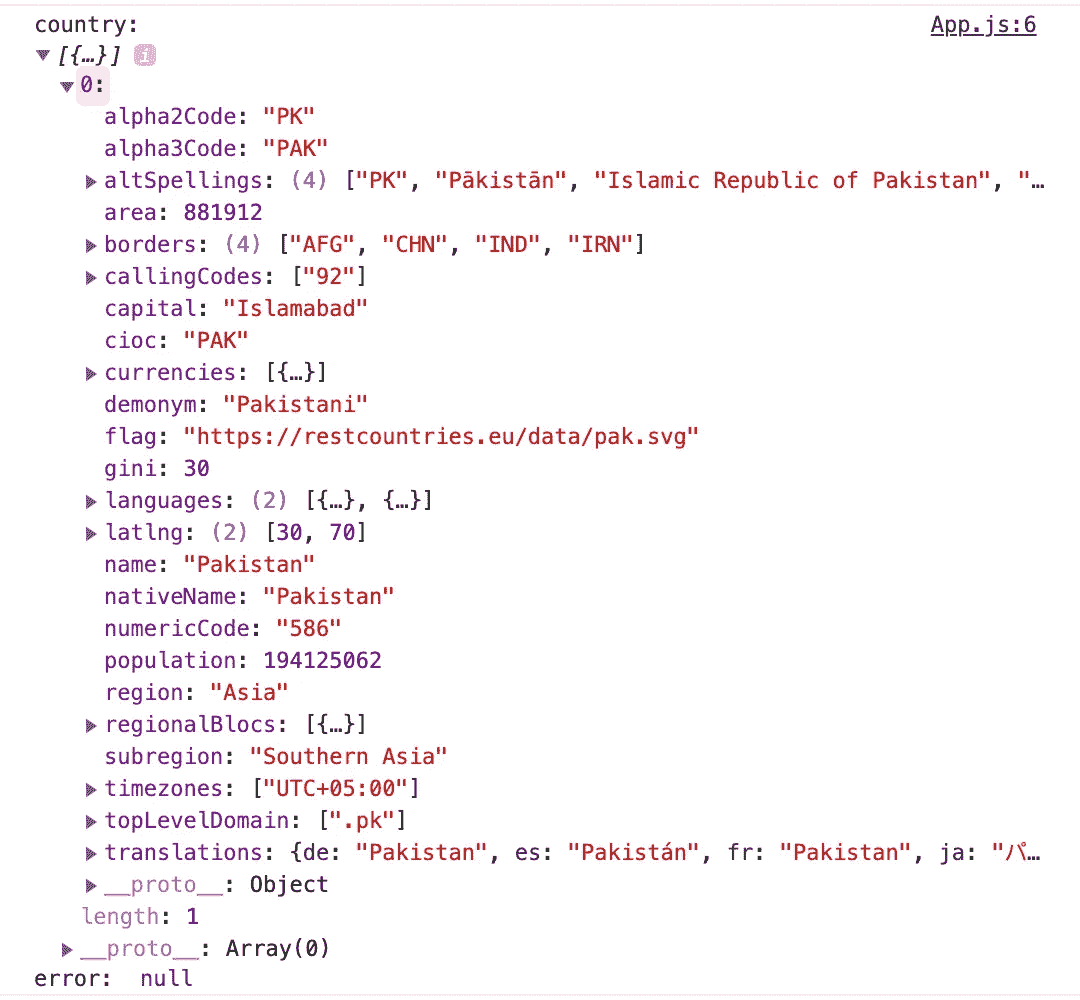 country: App.js:6
▼ [{…}] i
▼ 0:
alpha2Code: "PK"
alpha3Code: "PAK"
▶ altSpellings: (4) ["PK", "Pākistān", "Islamic Republic of Pakistan", "…
area: 881912
▶ borders: (4) ["AFG", "CHN", "IND", "IRN"]
▶ callingCodes: ["92"]
capital: "Islamabad"
cioc: "PAK"
▶ currencies: [{…}]
demonym: "Pakistani"
flag: "https://restcountries.eu/data/pak.svg"
gini: 30
▶ languages: (2) [{…}, {…}]
▶ latlng: (2) [30, 70]
name: "Pakistan"
nativeName: "Pakistan"
numericCode: "586"
population: 194125062
region: "Asia"
▶ regionalBlocs: [{…}]
subregion: "Southern Asia"
▶ timezones: ["UTC+05:00"]
▶ topLevelDomain: [".pk"]
▶ translations: {de: "Pakistan", es: "Pakistán", fr: "Pakistan", ja: "パ…
▶ __proto__: Object
length: 1
▶ __proto__: Array(0)
error: null